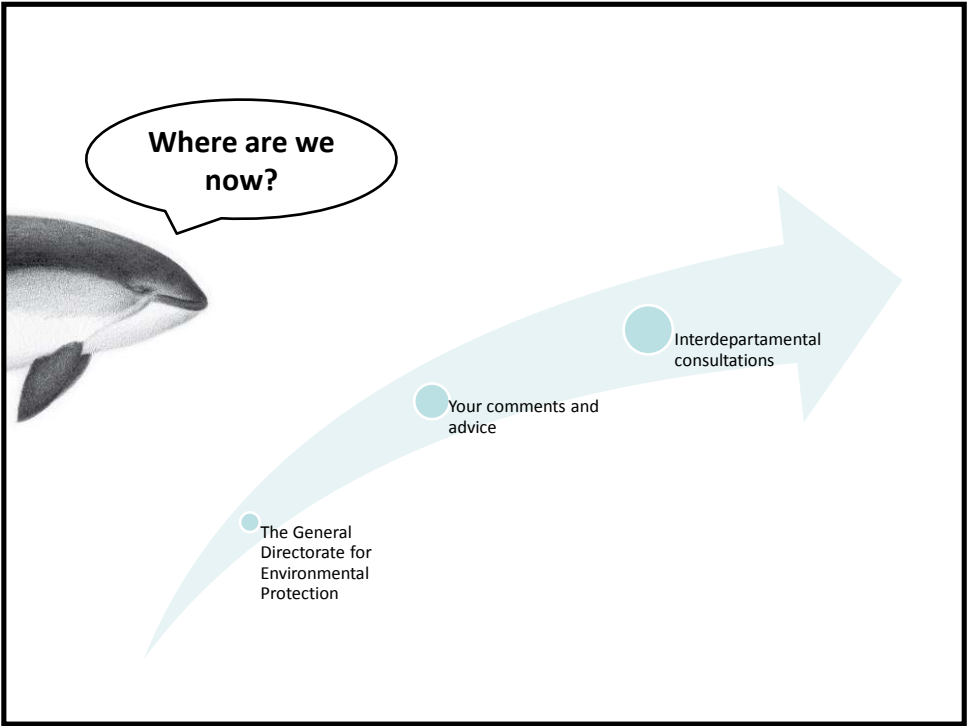 Where are we
now?
Interdepartamental
consultations
Your comments and
advice
The General
Directorate for
Environmental
Protection